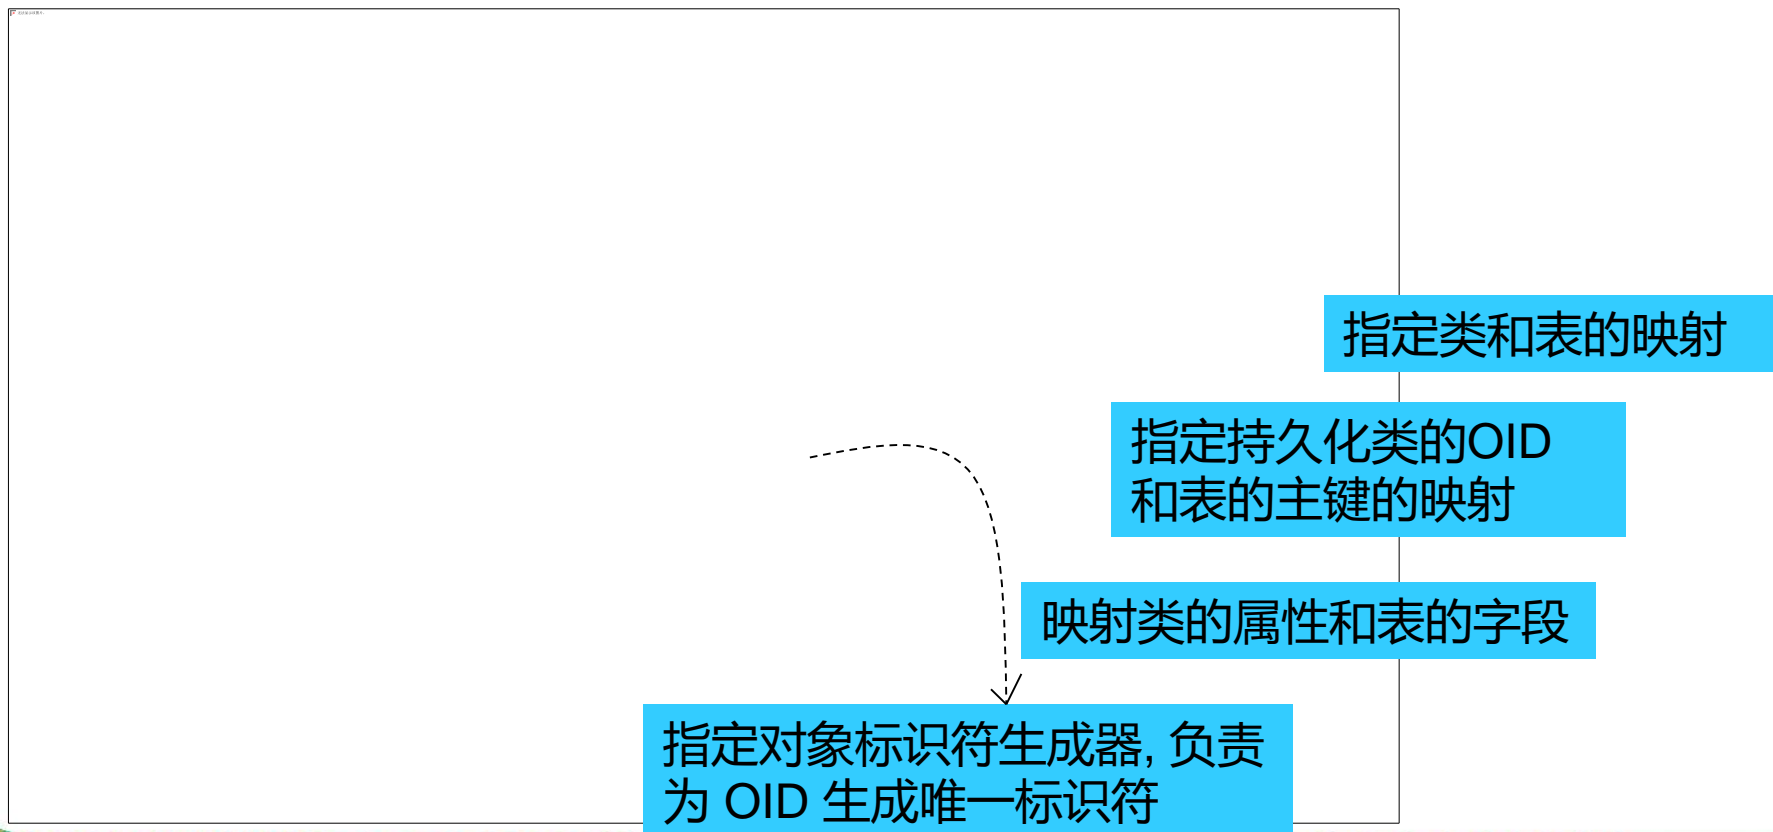 指定类和表的映射
指定持久化类的OID
和表的主键的映射
映射类的属性和表的字段
指定对象标识符生成器, 负责
为 OID 生成唯一标识符